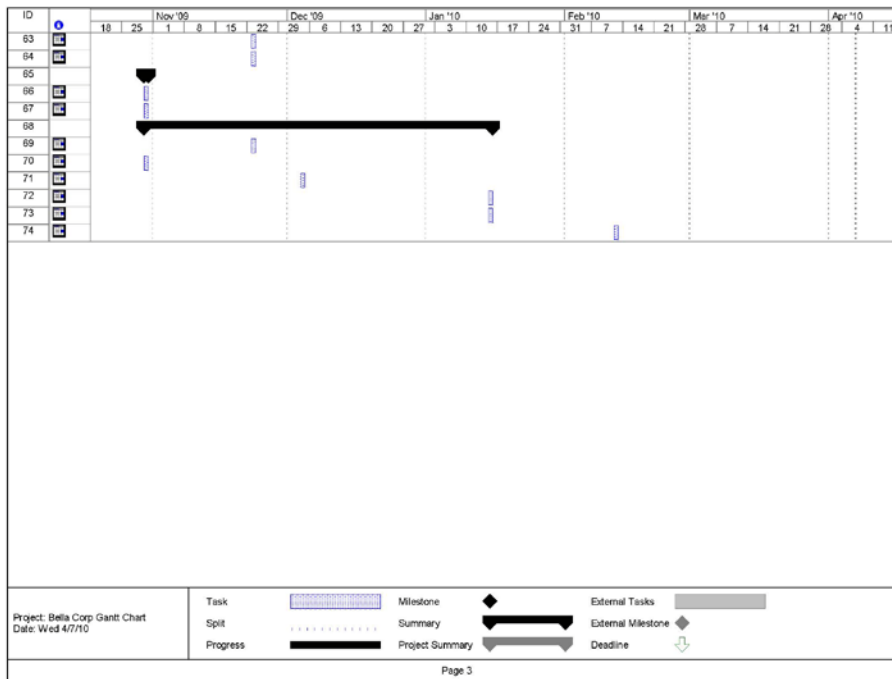 ID Nov '09 Dec '09 Jan '10 Feb '10 Mar '10 Apr '10
18 25 1 8 15 22 29 6 13 20 27 3 10 17 24 31 7 14 21 28 7 14 21 28 4 11
63
64
65
66
67
68
69
70
71
72
73
74
Project: Bella Corp Gantt Chart
Date: Wed 4/7/10
Task Milestone External Tasks
Split Summary External Milestone
Progress Project Summary Deadline
Page 3